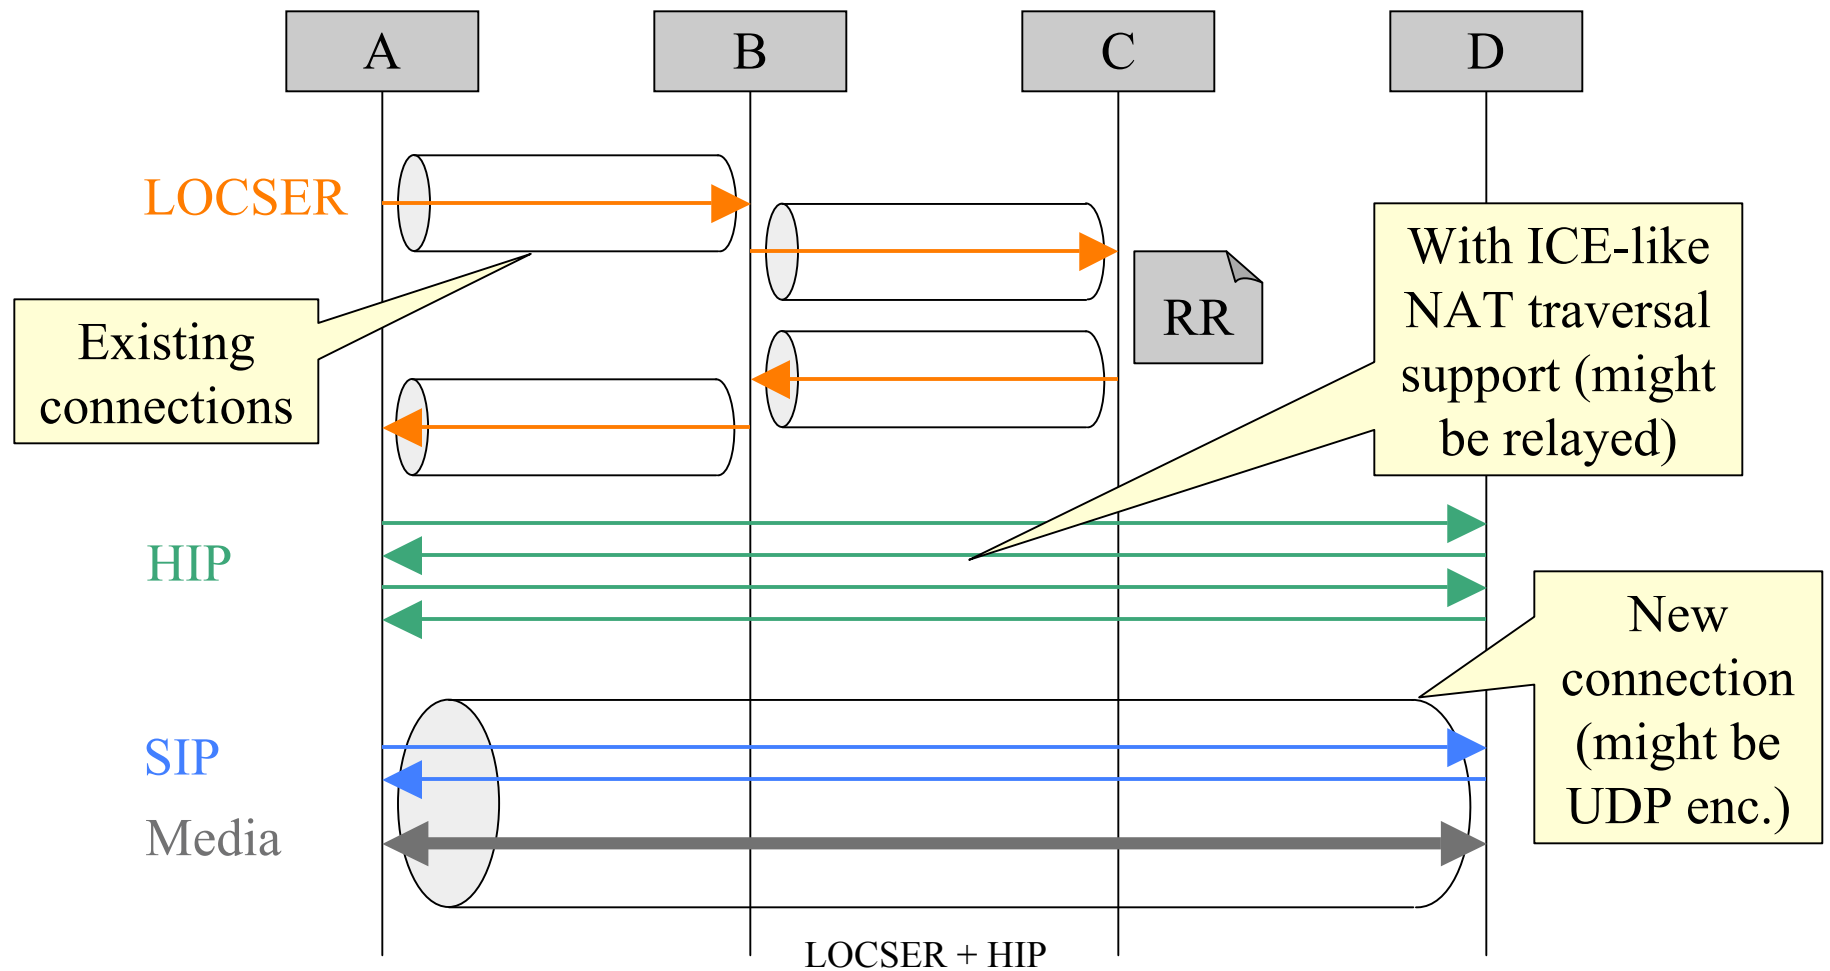 A
B
C
D
LOCSER
Existing
connections
RR
With ICE-like
NAT traversal
support (might
be relayed)
HIP
New
connection
(might be
UDP enc.)
SIP
Media
LOCSER + HIP